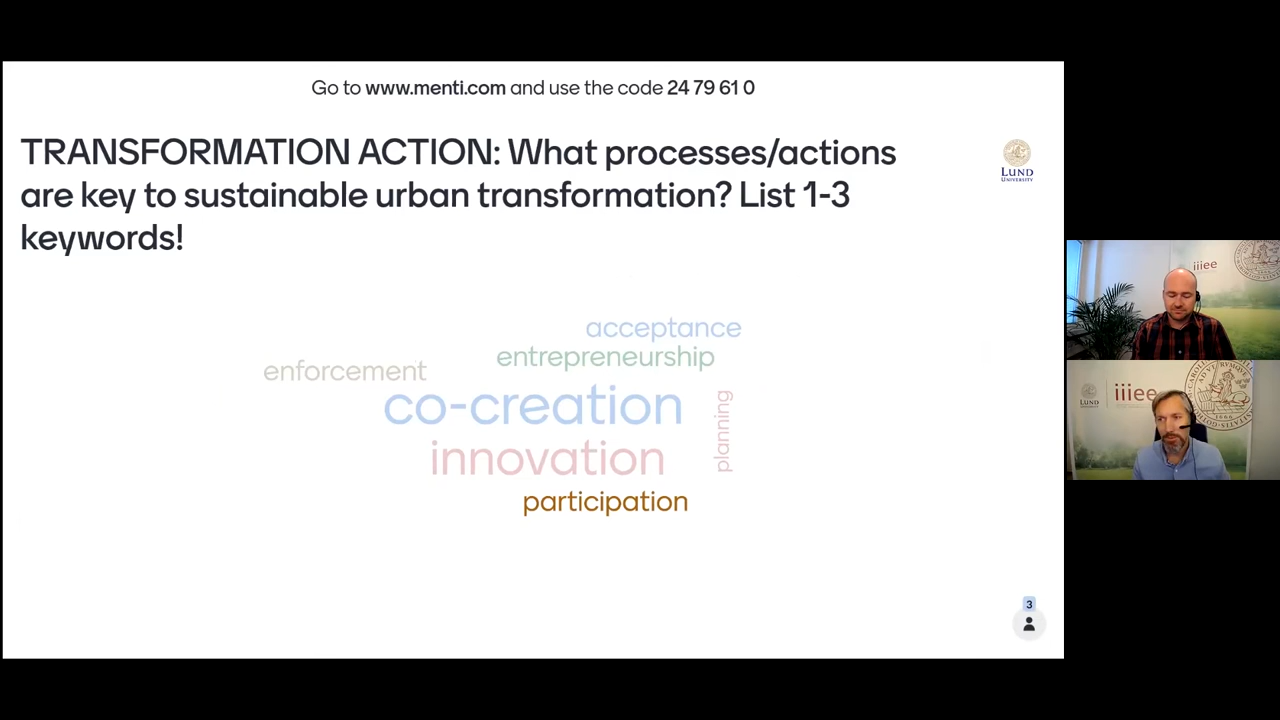 Go to www.menti.com and use the code 24 79 61 0
TRANSFORMATION ACTION: What processes/actions
are key to sustainable urban transformation? List 1-3
keywords!
LUND
UNIVERSITY
acceptance
entrepreneurship
enforcement
co-creation
planning
innovation
participation
3
iiiee
LUND
UNIVERSITY
iiiee